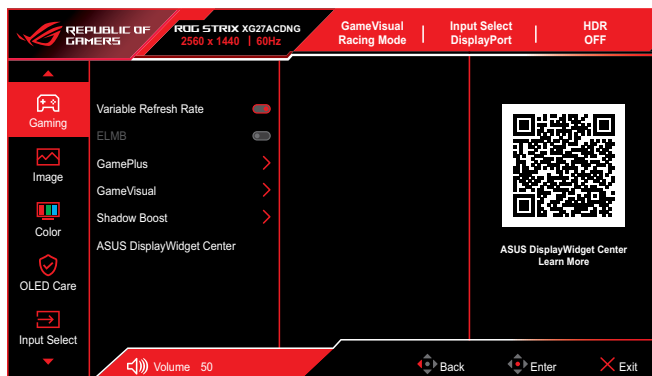 REPUBLIC OF
GAMERS
ROG STRIX XG27ACDNG
2560 x 1440 | 60Hz
GameVisual
Racing Mode
Input Select
DisplayPort
HDR
OFF
Gaming
Image
Color
OLED Care
Input Select
Variable Refresh Rate
ELMB
GamePlus
GameVisual
Shadow Boost
ASUS DisplayWidget Center
ASUS DisplayWidget Center
Learn More
Volume 50
Back
Enter
Exit